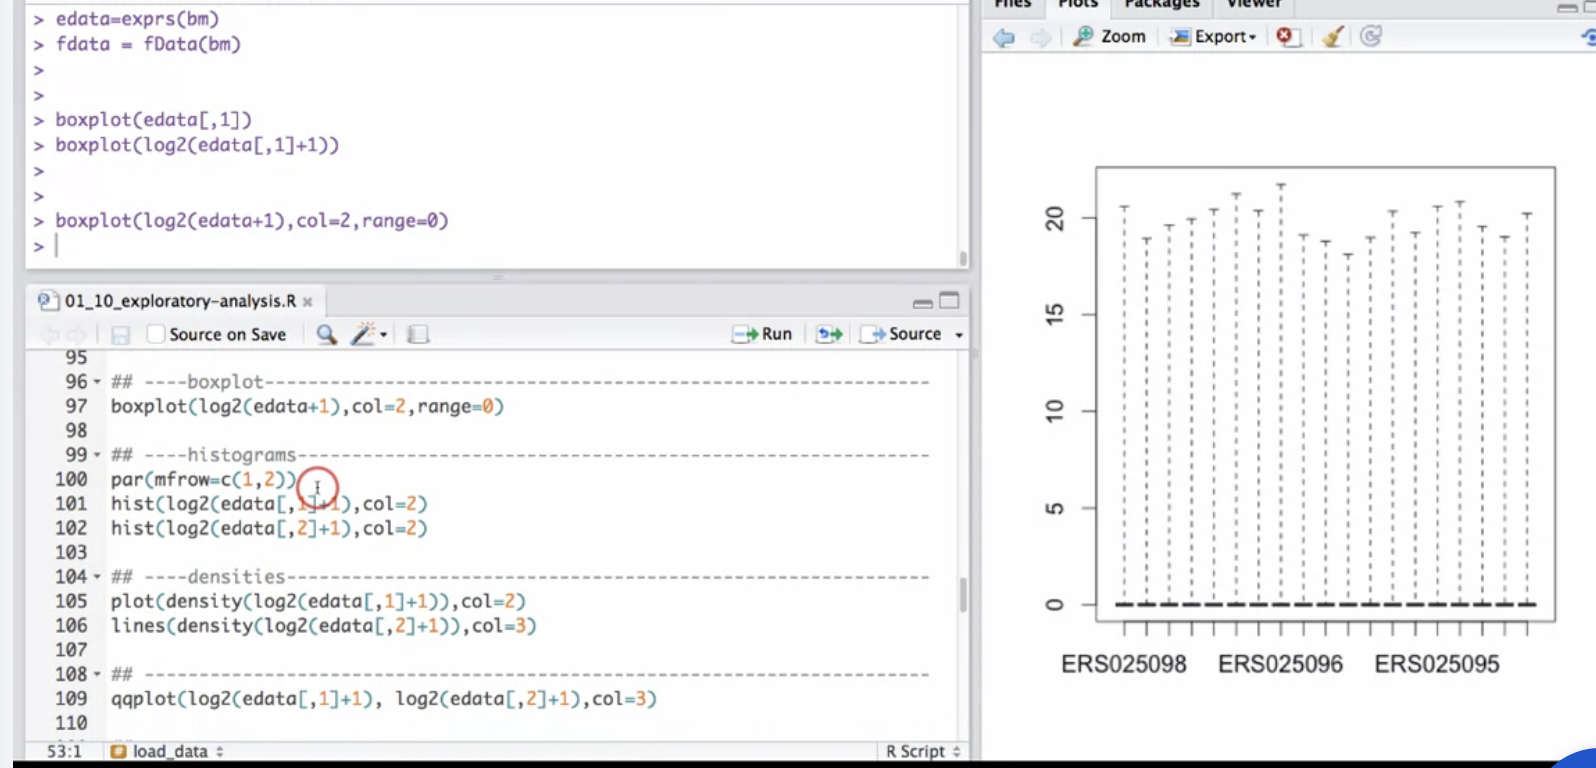 > edata=exprs(bm)
> fdata = fData(bm)
>
>
> boxplot(edata[,1])
> boxplot(log2(edata[,1]+1))
>
>
> boxplot(log2(edata+1),col=2,range=0)
>
01_10_exploratory-analysis.R
Source on Save
Run
Source
95
96 ## ----boxplot--------------------------------------------------------------
97 boxplot(log2(edata+1),col=2,range=0)
98
99 ## ----histograms-----------------------------------------------------------
100 par(mfrow=c(1,2))
101 hist(log2(edata[,1]+1),col=2)
102 hist(log2(edata[,2]+1),col=2)
103
104 ## ----densities------------------------------------------------------------
105 plot(density(log2(edata[,1]+1)),col=2)
106 lines(density(log2(edata[,2]+1)),col=3)
107
108 ## -------------------------------------------------------------------------
109 qqplot(log2(edata[,1]+1), log2(edata[,2]+1),col=3)
110
53:1 load_data R Script
Files Plots Packages Viewer
Zoom Export
20
15
10
5
0
ERS025098 ERS025096 ERS025095